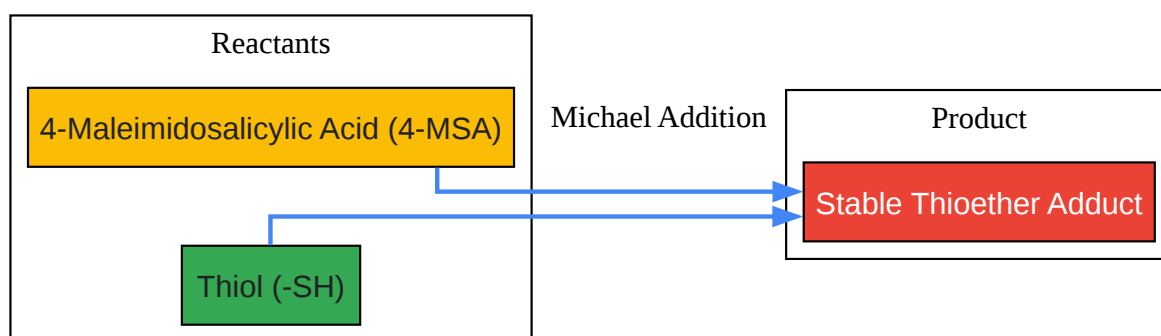 Reactants
4-Maleimidosalicylic Acid (4-MSA)
Thiol (-SH)
Michael Addition
Product
Stable Thioether Adduct